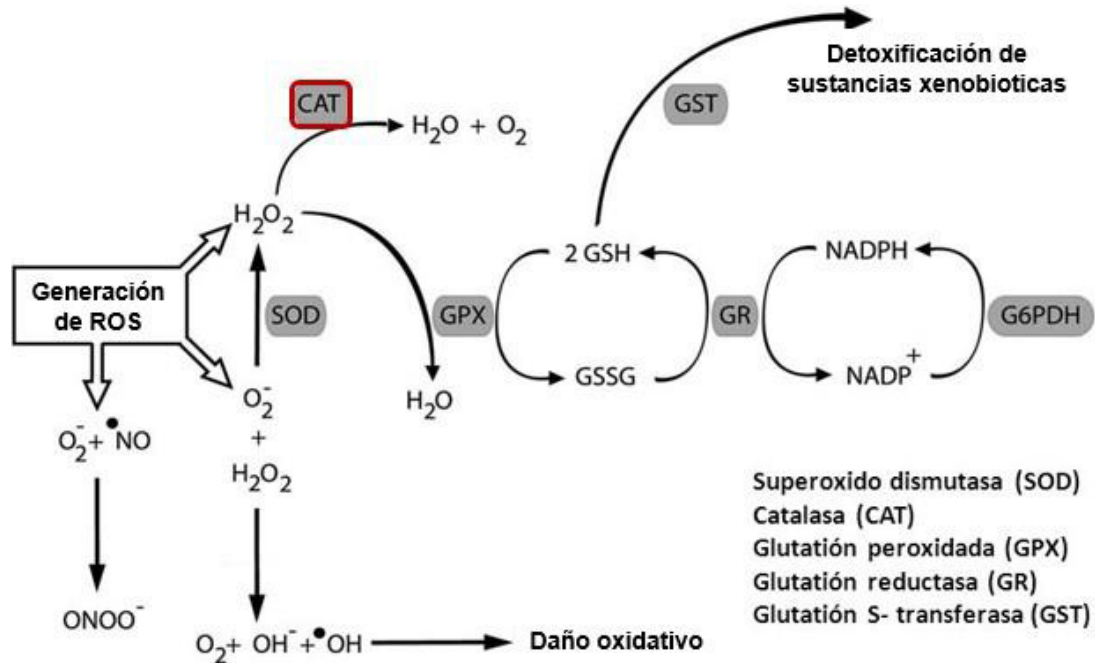 Detoxificación de
sustancias xenobioticas
CAT
GST
H₂O + O₂
H₂O₂
2 GSH
NADPH
Generación
de ROS
SOD
GPX
GR
G6PDH
GSSG
NADP⁺
O₂⁻
H₂O
O₂⁻ + •NO
+
H₂O₂
Superoxido dismutasa (SOD)
Catalasa (CAT)
Glutatión peroxidada (GPX)
Glutatión reductasa (GR)
Glutatión S- transferasa (GST)
ONOO⁻
O₂ + OH⁻ + •OH
Daño oxidativo